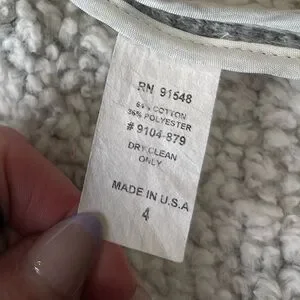 RN 91548
64% COTTON
36% POLYESTER
# 9104-879
DRY CLEAN
ONLY
MADE IN U.S.A
4